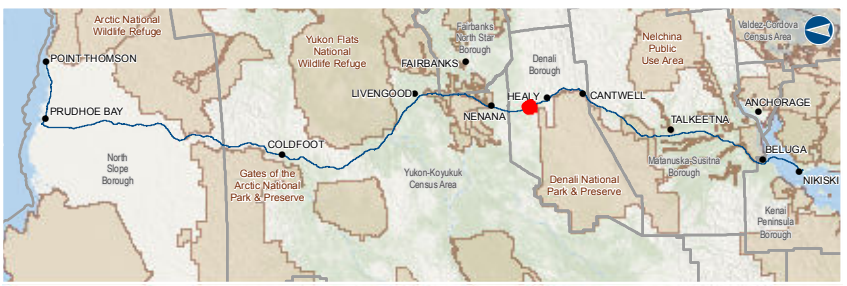 Arctic National
Wildlife Refuge
POINT THOMSON
PRUDHOE BAY
North
Slope
Borough
COLDFOOT
Gates of the
Arctic National
Park & Preserve
Yukon Flats
National
Wildlife Refuge
LIVENGOOD
FAIRBANKS
Fairbanks
North Star
Borough
NENANA
Yukon-Koyukuk
Census Area
HEALY
Denali
Borough
CANTWELL
Denali National
Park & Preserve
Nelchina
Public
Use Area
TALKEETNA
Matanuska-Susitna
Borough
Valdez-Cordova
Census Area
ANCHORAGE
BELUGA
NIKISKI
Kenai
Peninsula
Borough